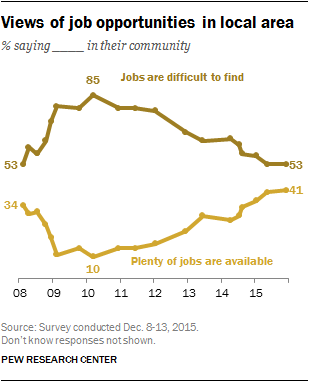 Views of job opportunities in local area
% saying ____ in their community
85 Jobs are difficult to find
53 53
41
34
10 Plenty of jobs are available
08 09 10 11 12 13 14 15
Source: Survey conducted Dec. 8-13, 2015.
Don't know responses not shown.
PEW RESEARCH CENTER